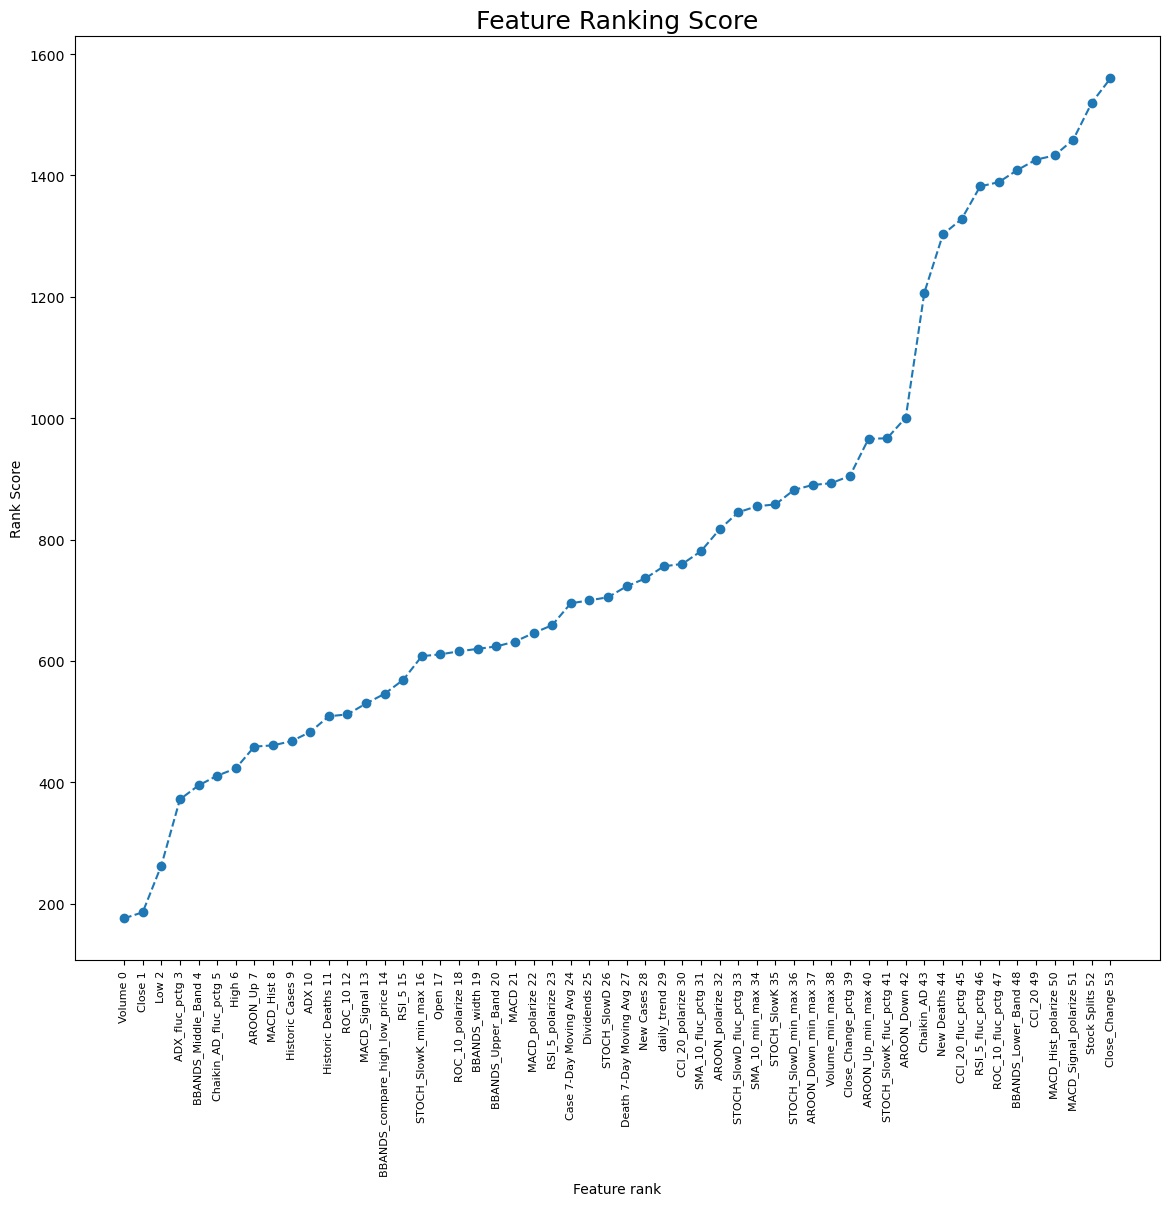 Feature Ranking Score
1600
1400
1200
1000
800
600
400
200
Rank Score
Volume 0
Close 1
Low 2
ADX_fluc_pctg 3
BBANDS_Middle_Band 4
Chaikin_AD_fluc_pctg 5
High 6
AROON_Up 7
MACD_Hist 8
Historic Cases 9
ADX 10
Historic Deaths 11
ROC_10 12
MACD_Signal 13
BBANDS_compare_high_low_price 14
RSI_5 15
STOCH_SlowK_min_max 16
Open 17
ROC_10_polarize 18
BBANDS_width 19
BBANDS_Upper_Band 20
MACD 21
MACD_polarize 22
RSI_5_polarize 23
Case 7-Day Moving Avg 24
Dividends 25
STOCH_SlowD 26
Death 7-Day Moving Avg 27
New Cases 28
daily_trend 29
CCI_20_polarize 30
SMA_10_fluc_pctg 31
AROON_polarize 32
STOCH_SlowD_fluc_pctg 33
SMA_10_min_max 34
STOCH_SlowK 35
STOCH_SlowD_min_max 36
AROON_Down_min_max 37
Volume_min_max 38
Close_Change_pctg 39
AROON_Up_min_max 40
STOCH_SlowK_fluc_pctg 41
AROON_Down 42
Chaikin_AD 43
New Deaths 44
CCI_20_fluc_pctg 45
RSI_5_fluc_pctg 46
ROC_10_fluc_pctg 47
BBANDS_Lower_Band 48
CCI_20 49
MACD_Hist_polarize 50
MACD_Signal_polarize 51
Stock Splits 52
Close_Change 53
Feature rank